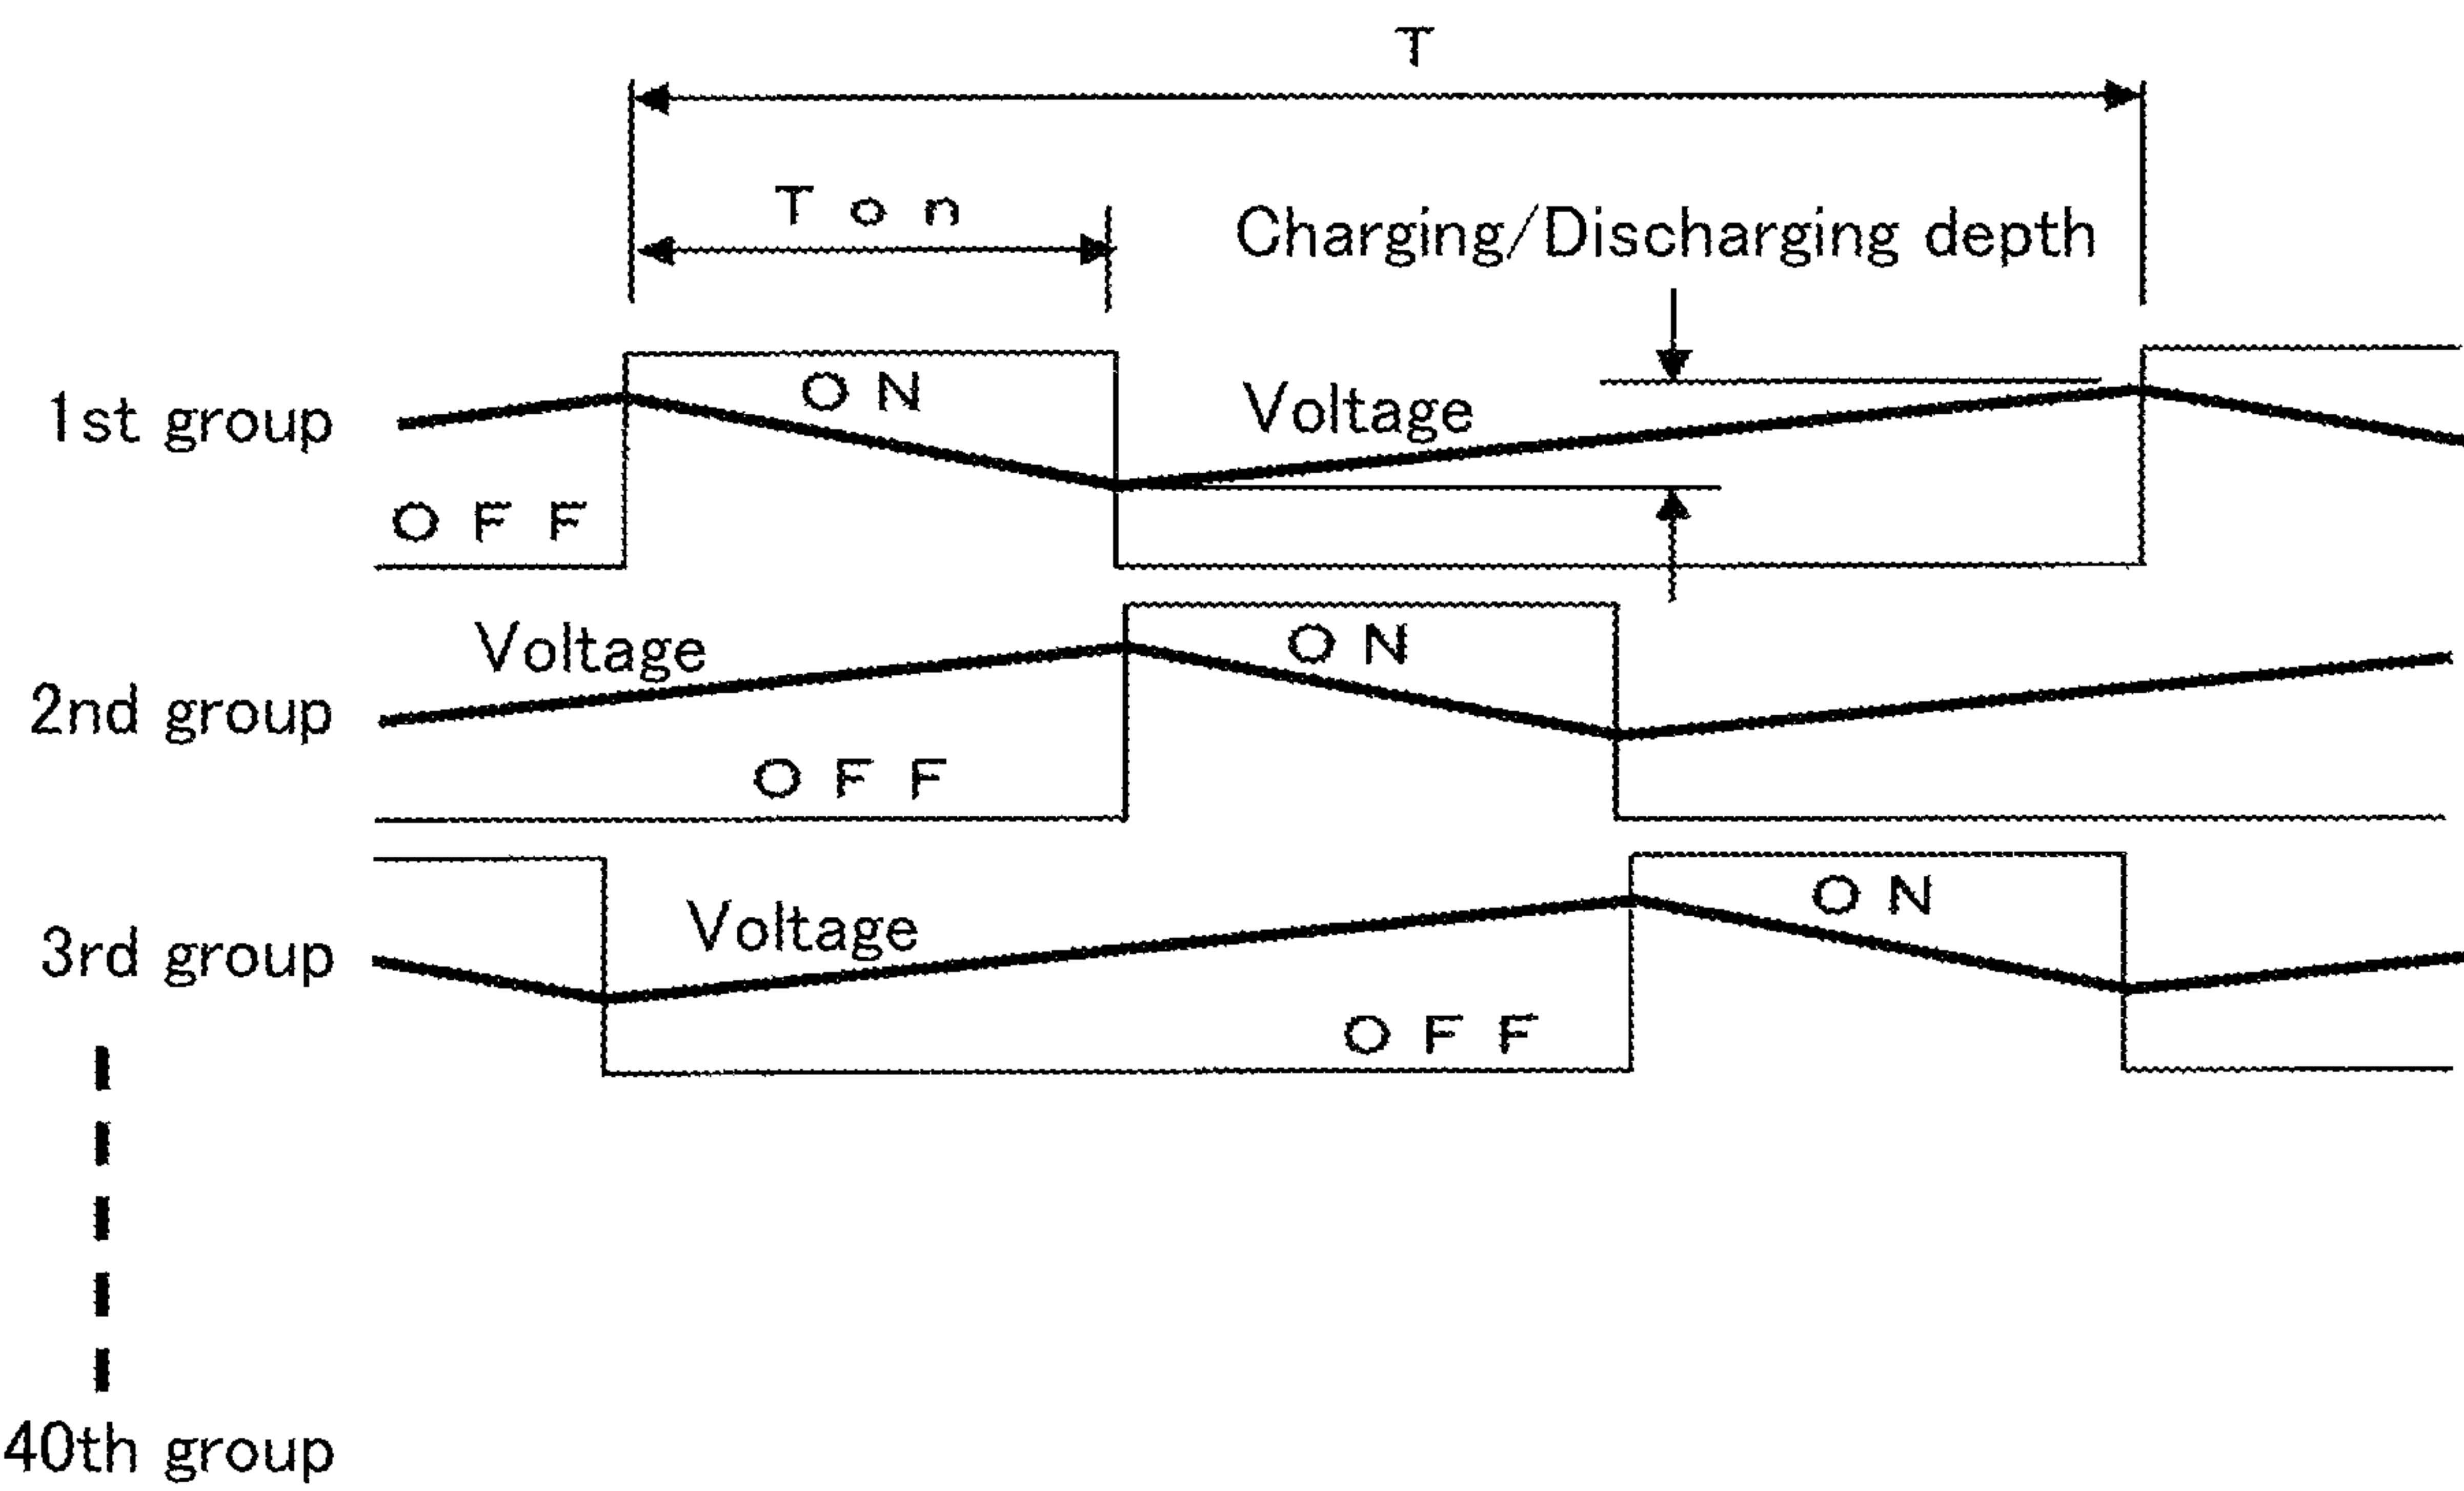 T
T o n
Charging/Discharging depth
ON
Voltage
1st group
OFF
Voltage
ON
2nd group
OFF
Voltage
ON
3rd group
OFF
40th group